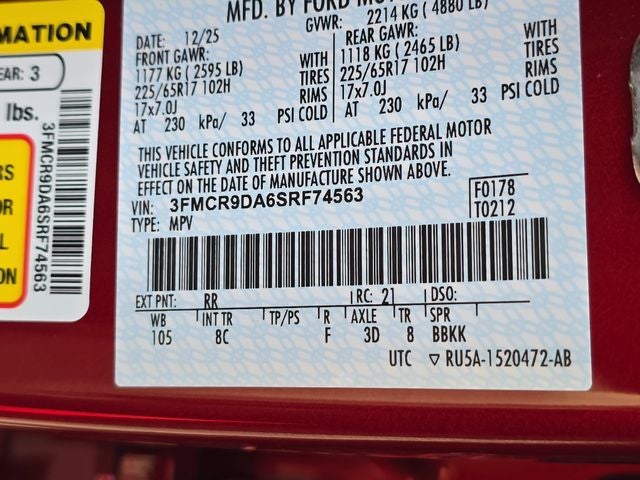 MATION
EAR: 3
lbs.
3FMCR9DA6SRF74563
RS
OR
L
ON
MFD. BY FORD MOT
GVWR: 2214 KG ( 4880 LB)
DATE: 12/25
FRONT GAWR:
1177 KG ( 2595 LB)
225/65R17 102H
17x7.0J
AT 230 kPa/ 33
WITH
TIRES
RIMS
PSI COLD
REAR GAWR:
1118 KG ( 2465 LB)
225/65R17 102H
17x7.0J
AT 230 kPa/ 33
WITH
TIRES
RIMS
PSI COLD
THIS VEHICLE CONFORMS TO ALL APPLICABLE FEDERAL MOTOR
VEHICLE SAFETY AND THEFT PREVENTION STANDARDS IN
EFFECT ON THE DATE OF MANUFACTURE SHOWN ABOVE.
VIN: 3FMCR9DA6SRF74563
TYPE: MPV
F0178
T0212
EXT PNT: RR RC: 21 DSO:
WB INT TR TP/PS R AXLE TR SPR
105 8C F 3D 8 BBKK
UTC ▽ RU5A-1520472-AB